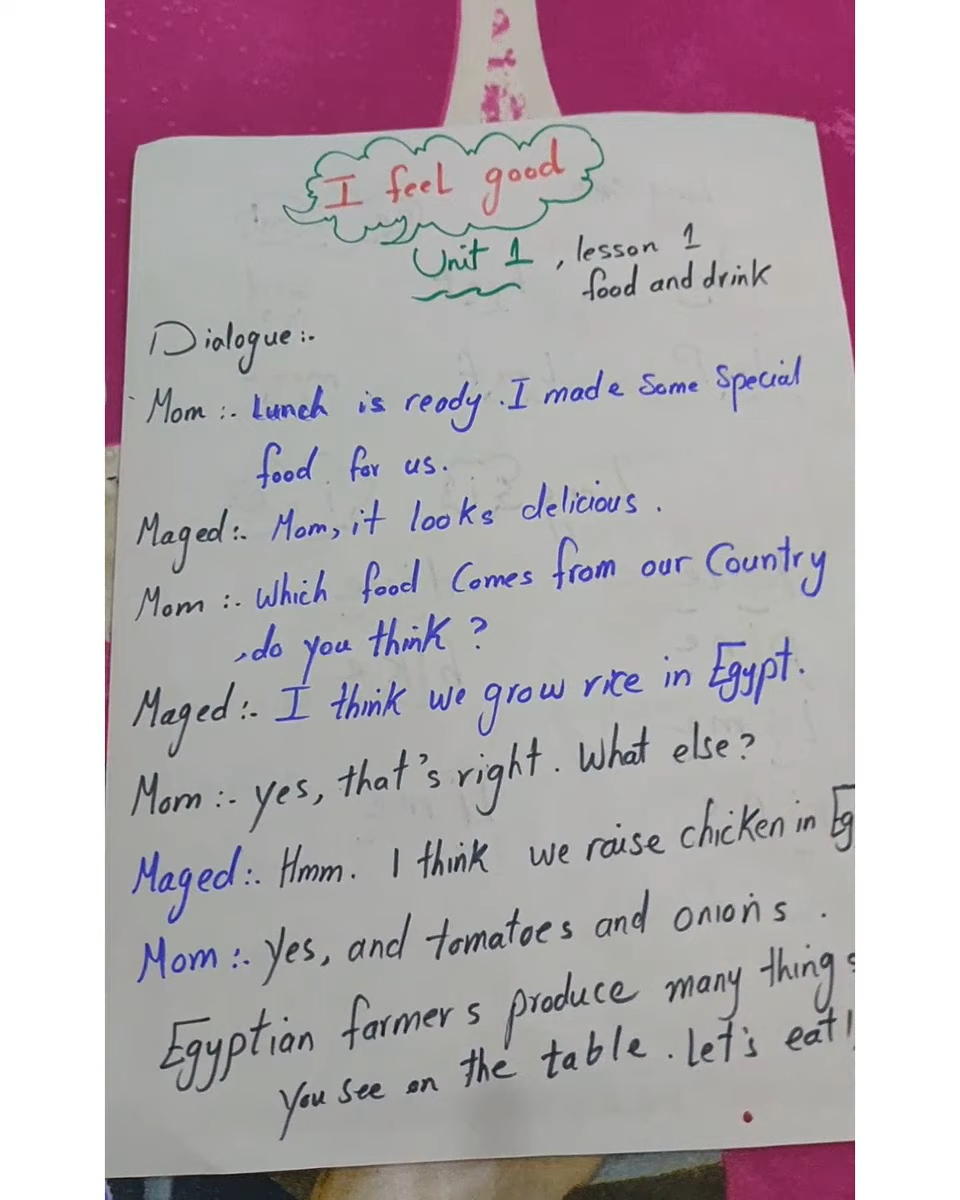 I feel good
Unit 1, lesson 1
food and drink
Dialogue:-
Mom :- Lunch is ready. I made Some Special
food for us.
Maged:- Mom, it looks delicious.
Mom :- Which food Comes from our Country
,do you think?
Maged:- I think we grow rice in Egypt.
Mom :- yes, that's right. What else?
Maged:- Hmm. I think we raise chicken in Eg
Mom :- Yes, and tomatoes and onions.
Egyptian farmers produce many things
You see on the table. Let's eat!